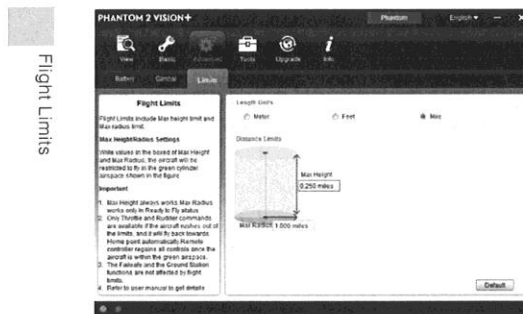 Flight Limits
PHANTOM 2 VISION+
Phantom
English
View
Basic
Advanced
Tools
Upgrade
Info
Battery
Control
Limits
Flight Limits
Flight Limits include Max height limit and
Max radius limit.
Max Height/Radius Settings
Write values in the boxed of Max Height
and Max Radius, the aircraft will be
restricted to fly in the green cylinder
airspace shown in the figure
Important
1. Max Height always works Max Radius
works only in Ready to Fly status
2. Only Throttle and Rudder commands
are available if the aircraft rushes out of
the limits, and it will fly back towards
Home point automatically. Remote
controller regains all controls once the
aircraft is within the green airspace.
3. The Failsafe and the Ground Station
functions are not affected by flight
limits.
4. Refer to user manual to get details
Length Units
Meter
Feet
Mile
Distance Limits
Max Height
0.250 miles
Max Radius 1.000 miles
Default